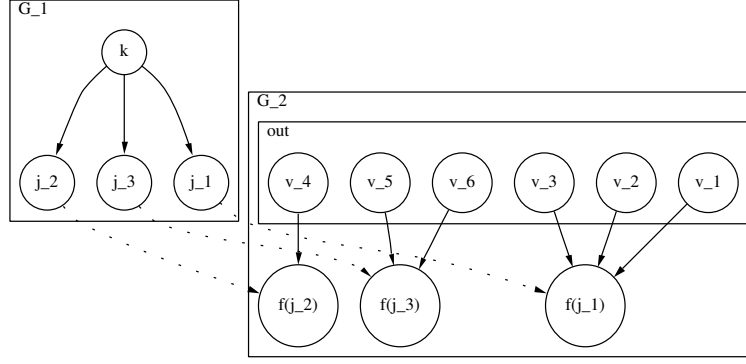 G_1
k
j_2
j_3
j_1
G_2
out
v_4
v_5
v_6
v_3
v_2
v_1
f(j_2)
f(j_3)
f(j_1)